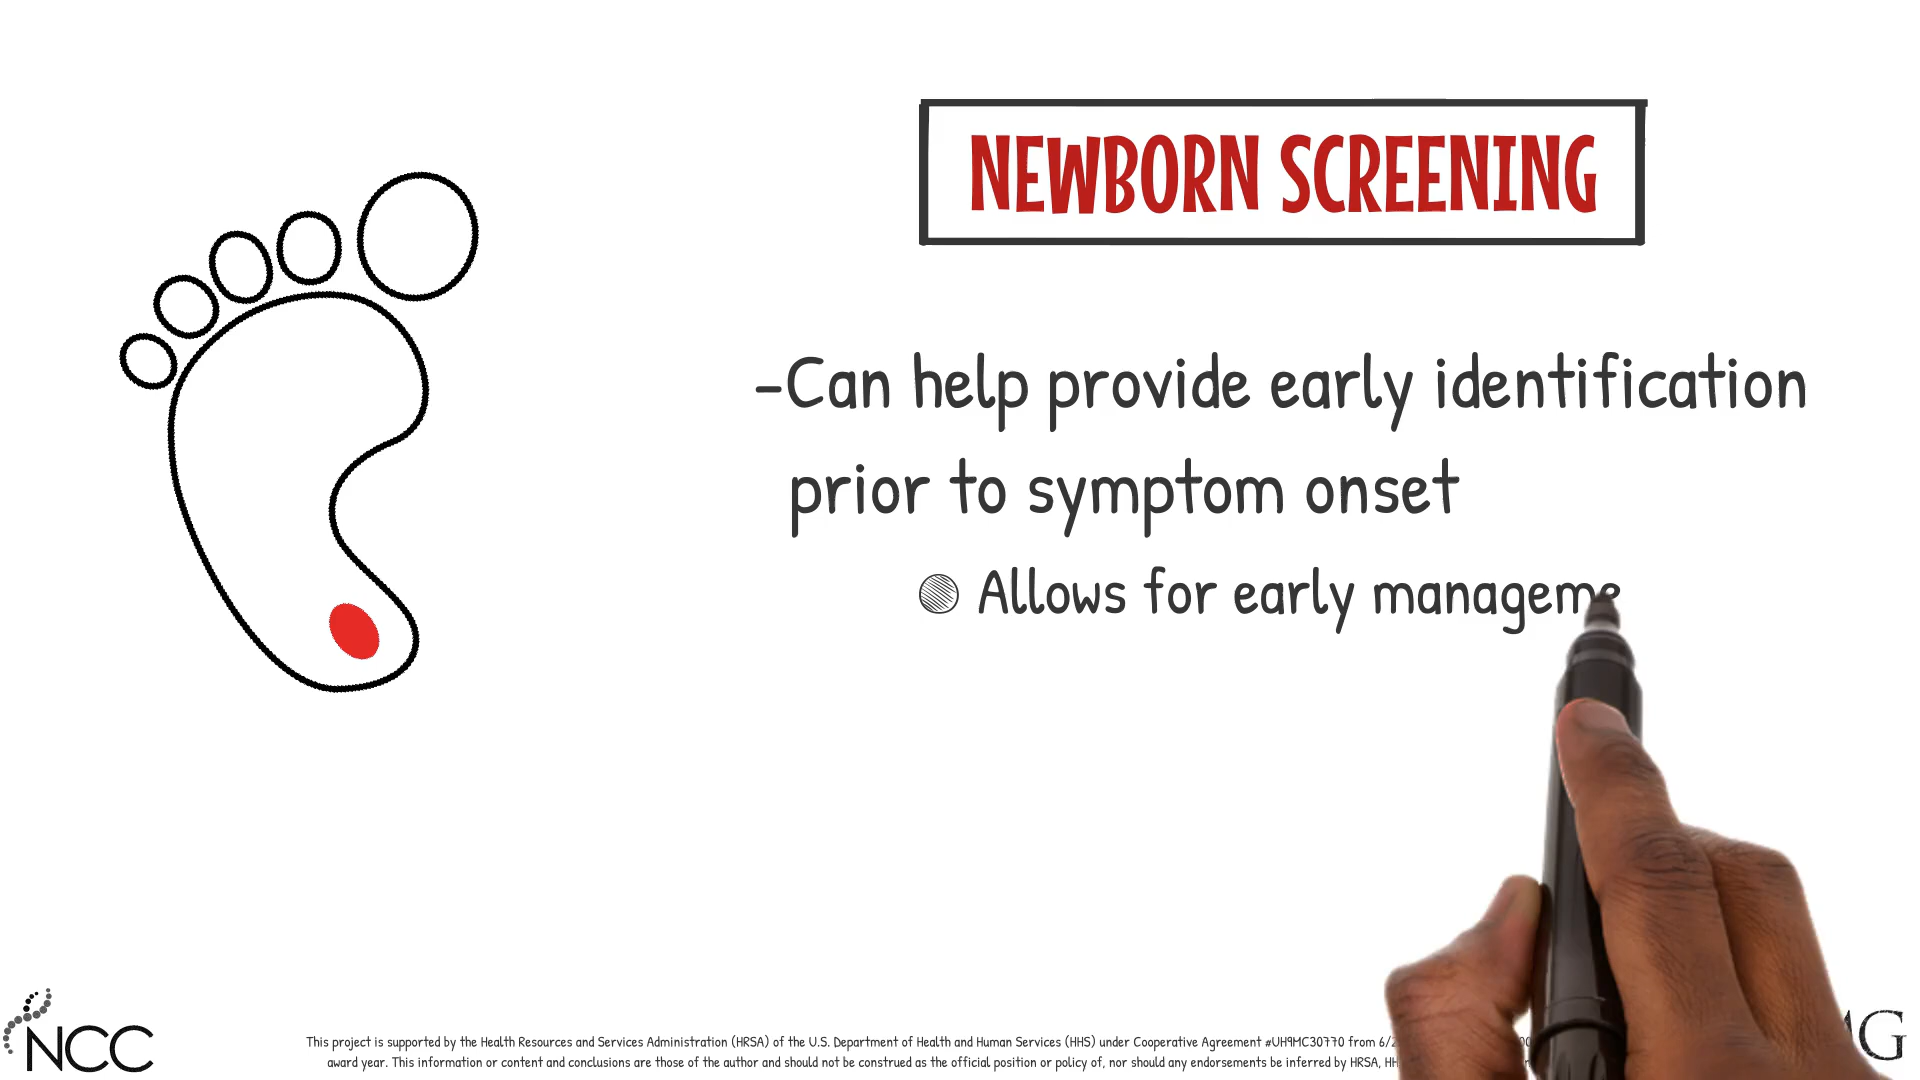 NEWBORN SCREENING
-Can help provide early identification
prior to symptom onset
Allows for early manageme
NCC
This project is supported by the Health Resources and Services Administration (HRSA) of the U.S. Department of Health and Human Services (HHS) under Cooperative Agreement #UH9MC30770 from 6/
award year. This information or content and conclusions are those of the author and should not be construed as the official position or policy of, nor should any endorsements be inferred by HRSA, HH
MG